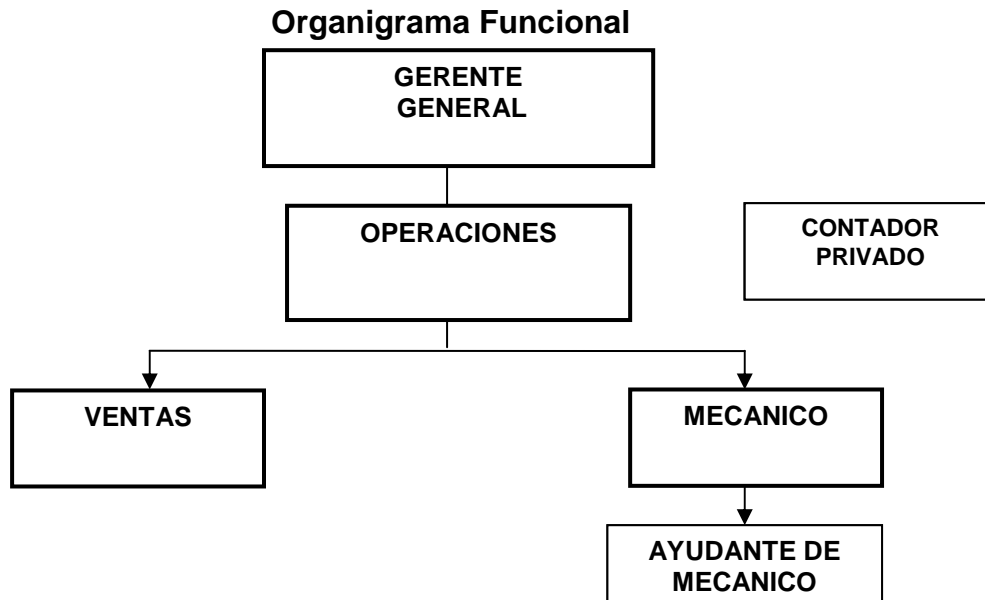 Organigrama Funcional
GERENTE
GENERAL
OPERACIONES
CONTADOR
PRIVADO
VENTAS
MECANICO
AYUDANTE DE
MECANICO